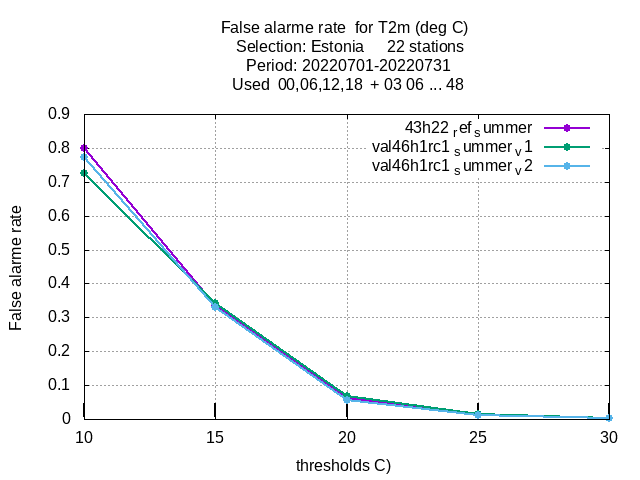 False alarme rate  for T2m (deg C)
Selection: Estonia     22 stations
Period: 20220701-20220731
Used  00,06,12,18  + 03 06 ... 48
43h22 ref summer
val46h1rc1 summer v1
val46h1rc1 summer v2
False alarme rate
0.9
0.8
0.7
0.6
0.5
0.4
0.3
0.2
0.1
0
10 15 20 25 30
thresholds C)